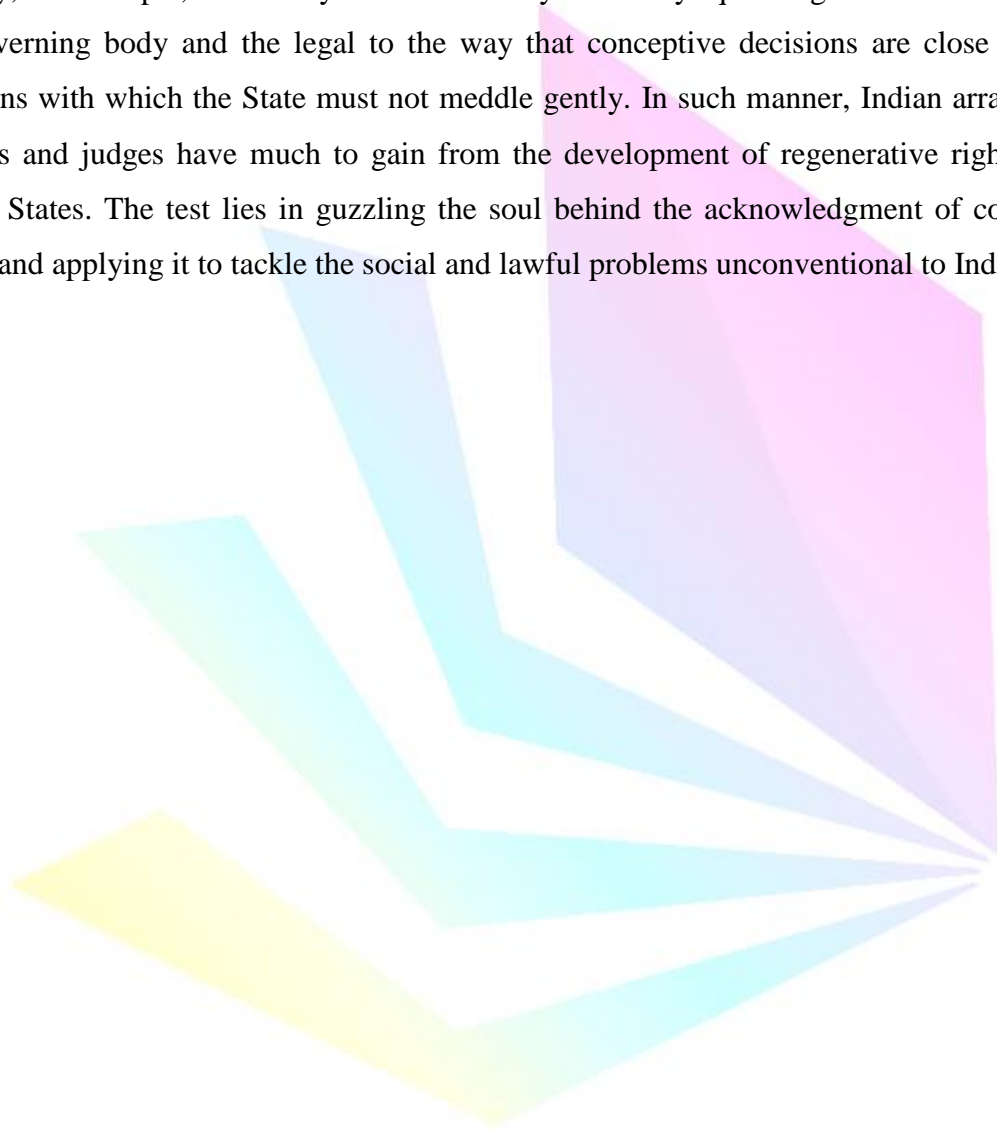 verning body and the legal to the way that conceptive decisions are close
ns with which the State must not meddle gently. In such manner, Indian arra
s and judges have much to gain from the development of regenerative righ
States. The test lies in guzzling the soul behind the acknowledgment of co
and applying it to tackle the social and lawful problems unconventional to Indi